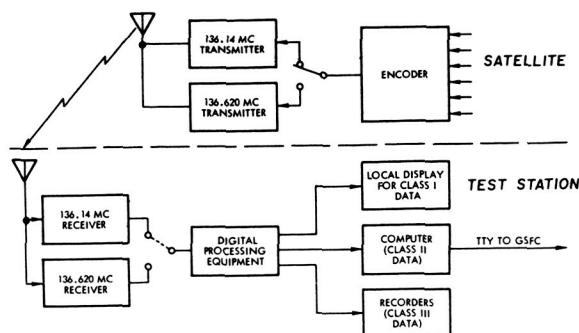 136.14 MC
TRANSMITTER
136.620 MC
TRANSMITTER
ENCODER
SATELLITE
136.14 MC
RECEIVER
136.620 MC
RECEIVER
DIGITAL
PROCESSING
EQUIPMENT
LOCAL DISPLAY
FOR CLASS I
DATA
TEST STATION
COMPUTER
(CLASS II
DATA)
TTY TO GSFC
RECORDERS
(CLASS III
DATA)